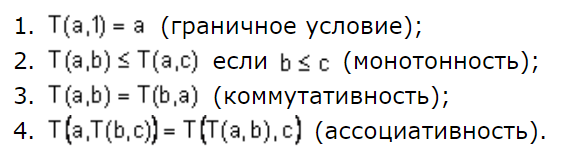 1. T(a,1) = a (граничное условие);
2. T(a,b) ≤ T(a,c) если b ≤ c (монотонность);
3. T(a,b) = T(b,a) (коммутативность);
4. T(a,T(b,c)) = T(T(a,b),c) (ассоциативность).